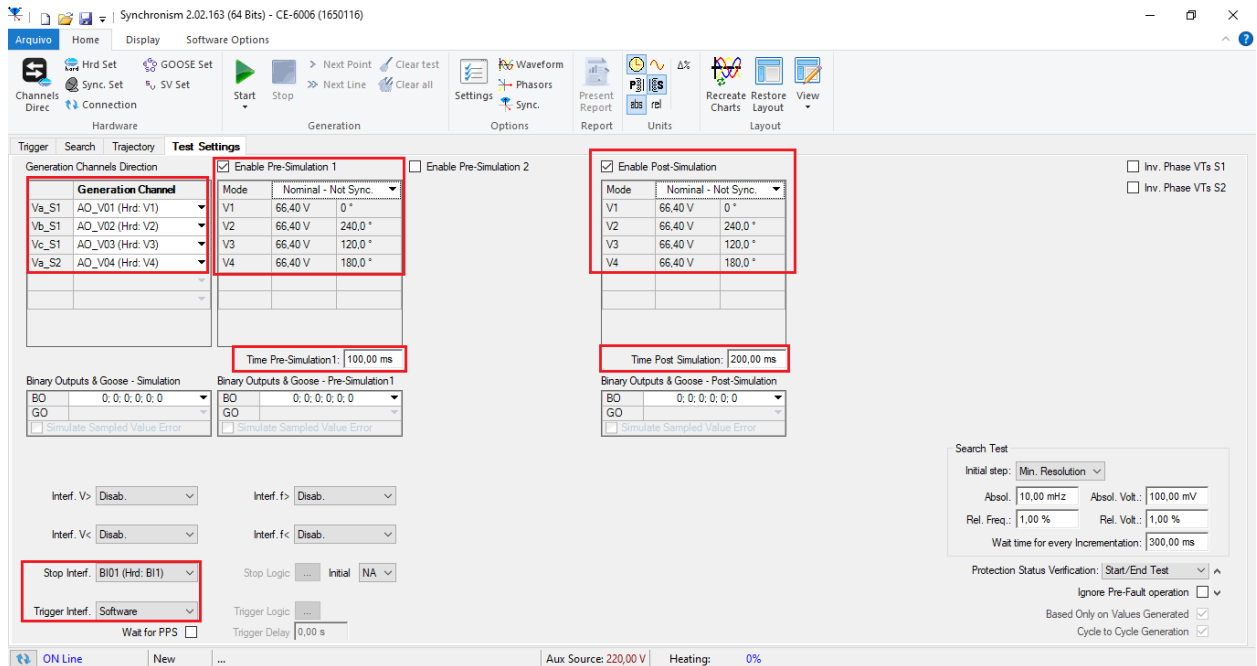 Synchronism 2.02.163 (64 Bits) - CE-6006 (1650116)
Arquivo Home Display Software Options
Channels Direc
Hrd Set
Sync. Set
Connection
GOOSE Set
SV Set
Hardware
Start
Stop
Next Point
Next Line
Clear test
Clear all
Generation
Settings
Waveform
Phasors
Sync.
Options
Present Report
Report
Δ%
abs rel
Units
Recreate Charts
Restore Layout
View
Layout
Trigger Search Trajectory Test Settings
Generation Channels Direction
Generation Channel
Va_S1 AO_V01 (Hrd: V1)
Vb_S1 AO_V02 (Hrd: V2)
Vc_S1 AO_V03 (Hrd: V3)
Va_S2 AO_V04 (Hrd: V4)
Enable Pre-Simulation 1
Mode Nominal - Not Sync.
V1 66,40 V 0 °
V2 66,40 V 240,0 °
V3 66,40 V 120,0 °
V4 66,40 V 180,0 °
Time Pre-Simulation1: 100,00 ms
Enable Pre-Simulation 2
Enable Post-Simulation
Mode Nominal - Not Sync.
V1 66,40 V 0 °
V2 66,40 V 240,0 °
V3 66,40 V 120,0 °
V4 66,40 V 180,0 °
Time Post Simulation: 200,00 ms
Inv. Phase VTs S1
Inv. Phase VTs S2
Binary Outputs & Goose - Simulation
BO 0; 0; 0; 0; 0; 0
GO
Simulate Sampled Value Error
Binary Outputs & Goose - Pre-Simulation1
BO 0; 0; 0; 0; 0; 0
GO
Simulate Sampled Value Error
Binary Outputs & Goose - Post-Simulation
BO 0; 0; 0; 0; 0; 0
GO
Simulate Sampled Value Error
Interf. V> Disab. Interf. f> Disab.
Interf. V< Disab. Interf. f< Disab.
Stop Interf. BI01 (Hrd: BI1) Stop Logic ... Initial NA
Trigger Interf. Software Trigger Logic ...
Wait for PPS Trigger Delay 0,00 s
Search Test
Initial step: Min. Resolution
Absol. 10,00 mHz Absol. Volt.: 100,00 mV
Rel. Freq.: 1,00 % Rel. Volt.: 1,00 %
Wait time for every Incrementation: 300,00 ms
Protection Status Verification: Start/End Test
Ignore Pre-Fault operation
Based Only on Values Generated
Cycle to Cycle Generation
ON Line New ... Aux Source: 220,00 V Heating: 0%